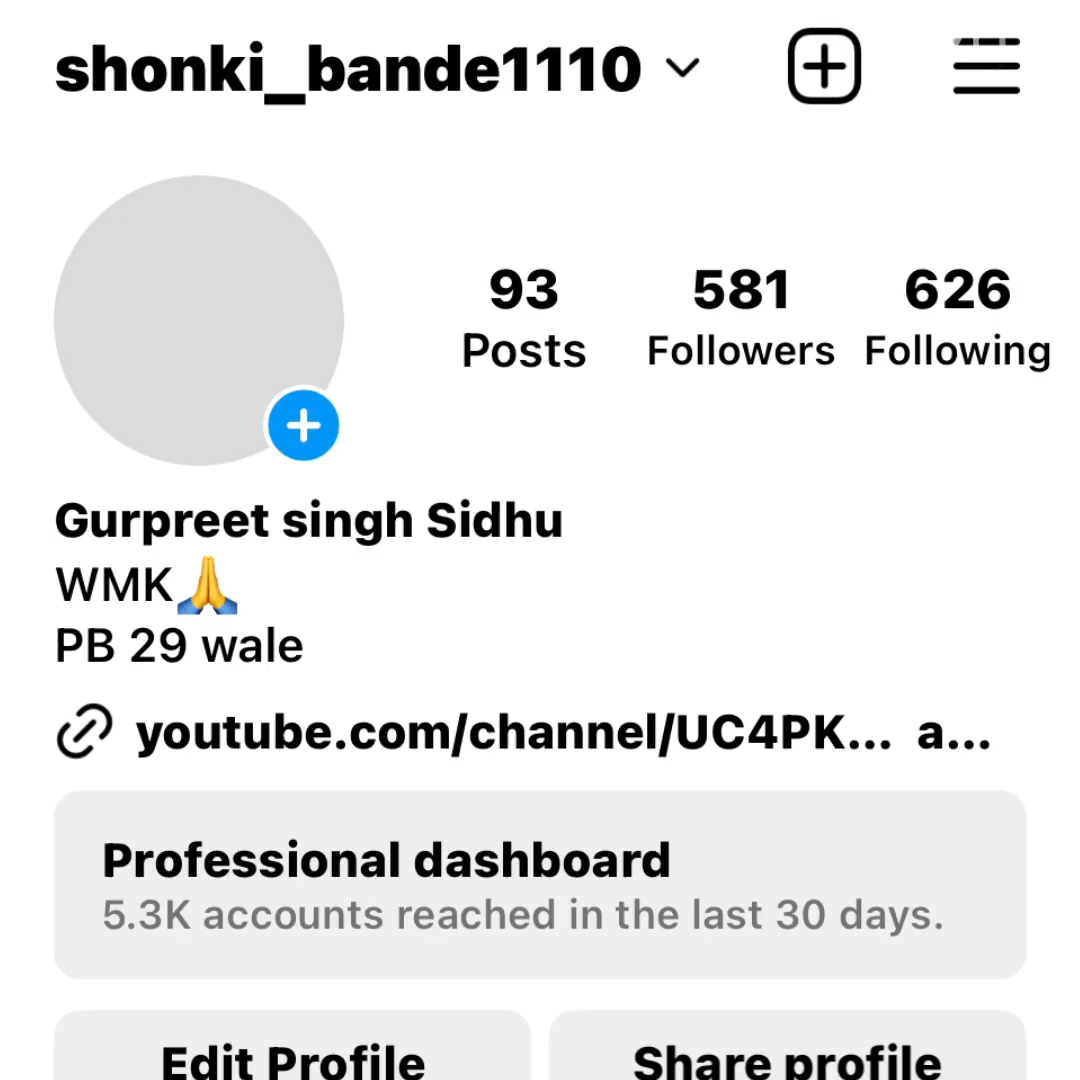 shonki_bande1110
93 581 626
Posts Followers Following
Gurpreet singh Sidhu
WMK🙏
PB 29 wale
youtube.com/channel/UC4PK... a...
Professional dashboard
5.3K accounts reached in the last 30 days.
Edit Profile Share profile